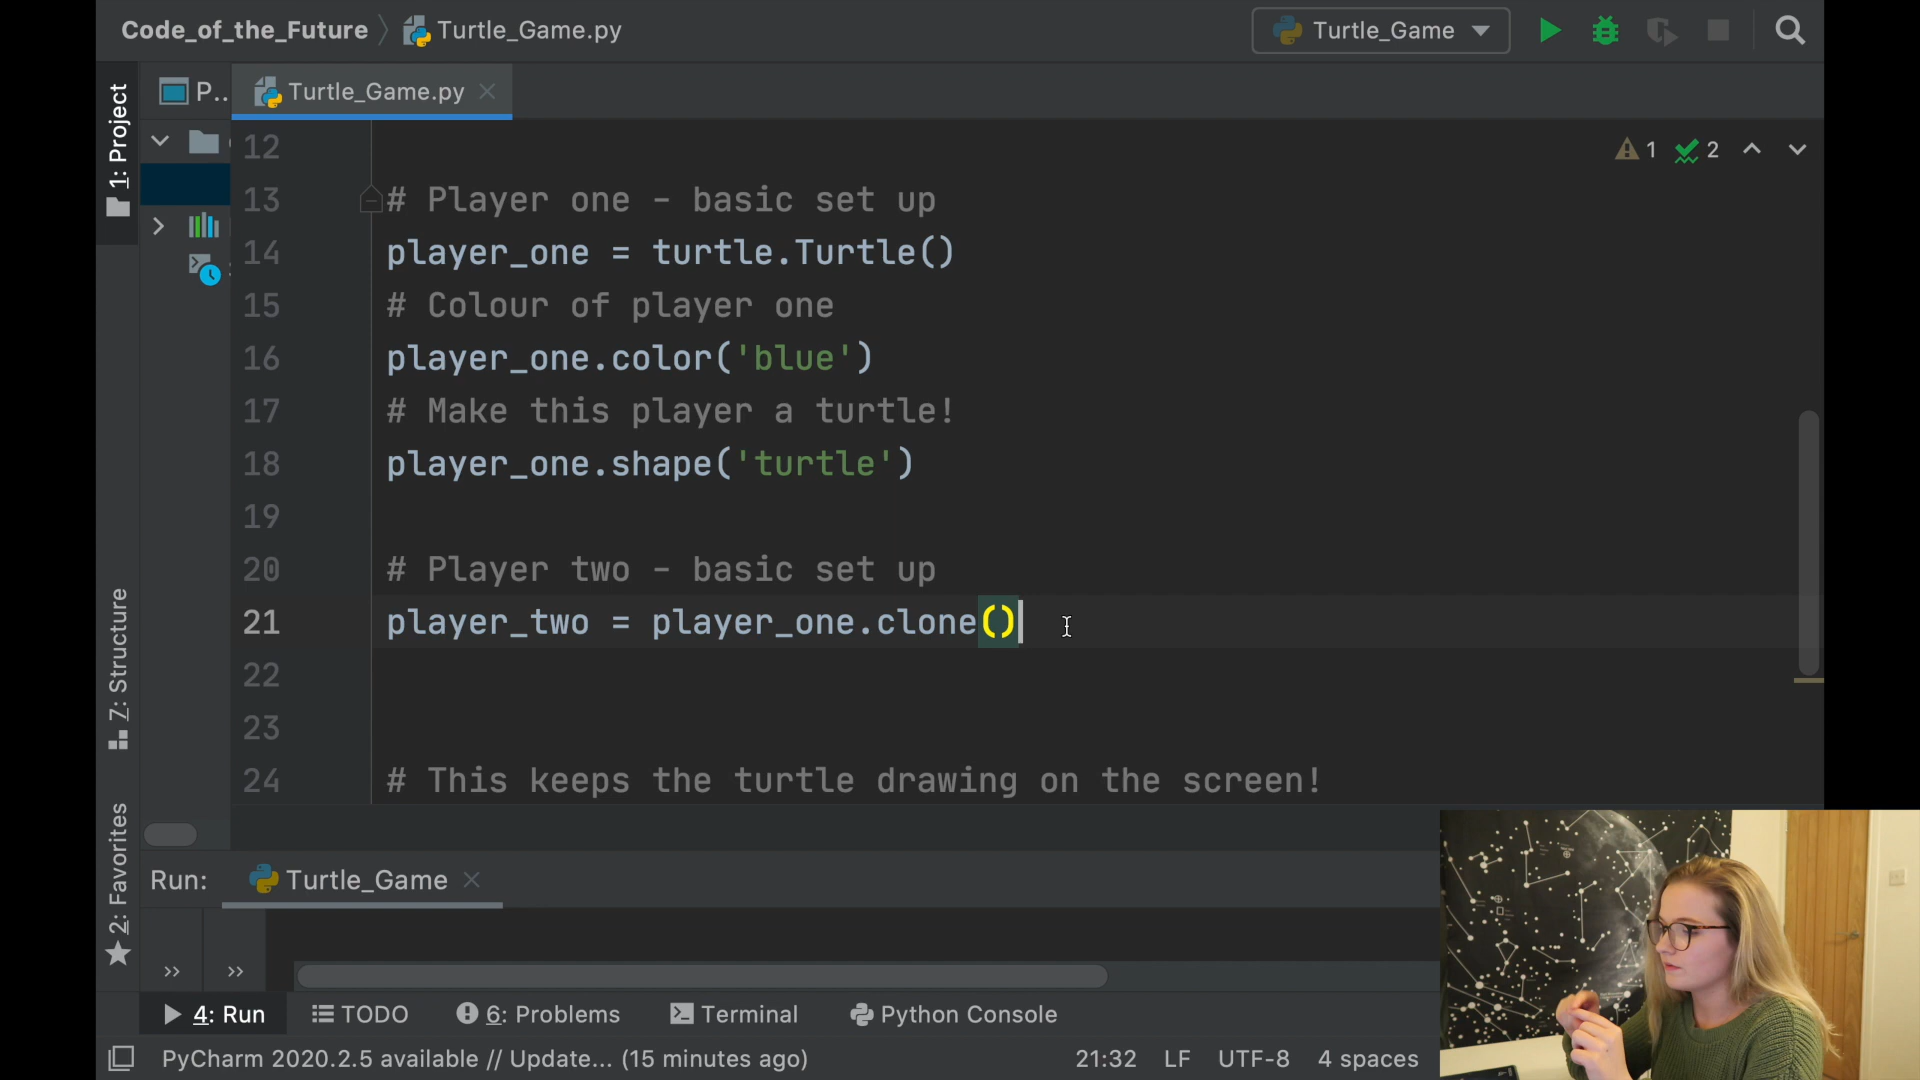 Code_of_the_Future
Turtle_Game.py
Turtle_Game
1: Project
P..
Turtle_Game.py
1
2
12
13 # Player one - basic set up
14 player_one = turtle.Turtle()
15 # Colour of player one
16 player_one.color('blue')
17 # Make this player a turtle!
18 player_one.shape('turtle')
19
20 # Player two - basic set up
21 player_two = player_one.clone()
22
23
24 # This keeps the turtle drawing on the screen!
7: Structure
2: Favorites
Run:
Turtle_Game
4: Run
TODO
6: Problems
Terminal
Python Console
PyCharm 2020.2.5 available // Update... (15 minutes ago)
21:32
LF
UTF-8
4 spaces